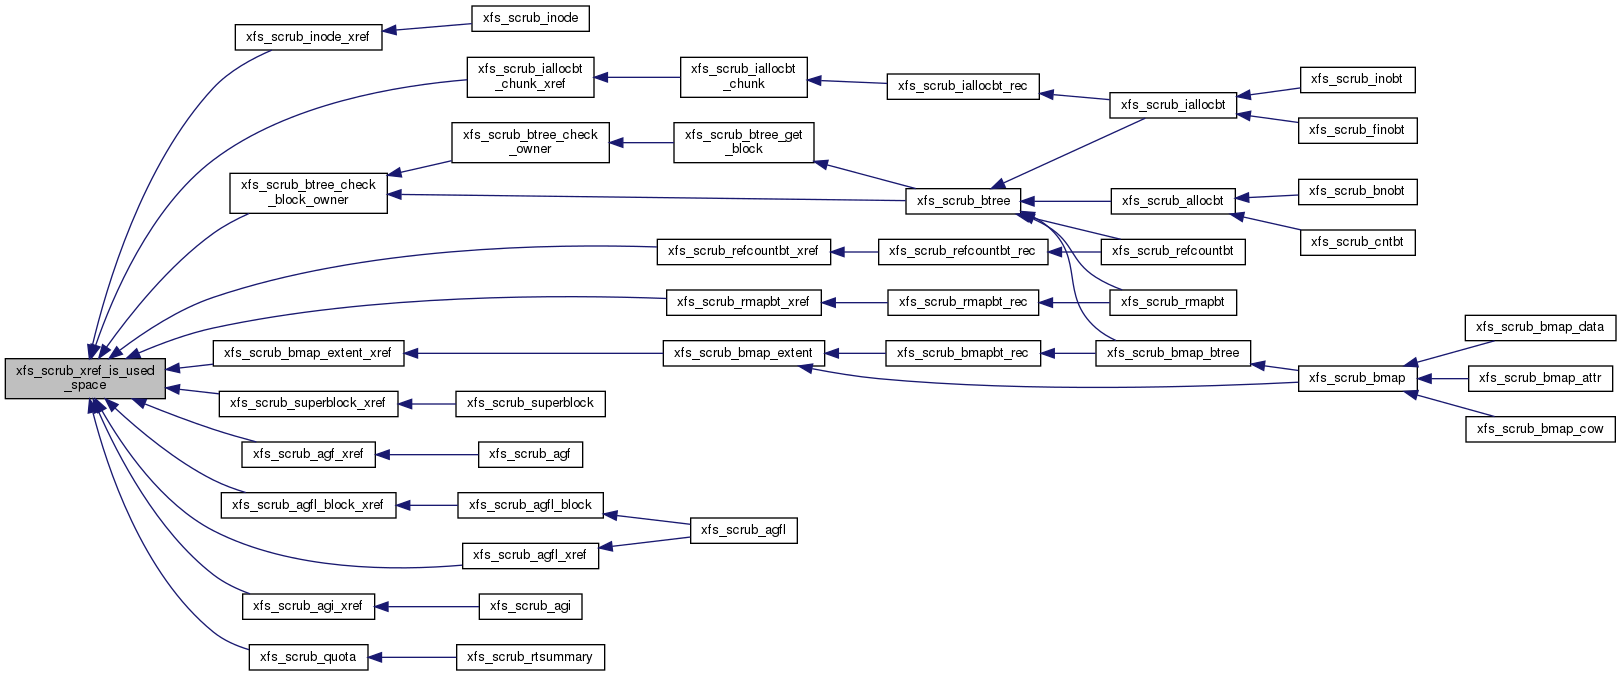 xfs_scrub_inode
xfs_scrub_inode_xref
xfs_scrub_iallocbt
_chunk_xref
xfs_scrub_iallocbt
_chunk
xfs_scrub_iallocbt_rec
xfs_scrub_iallocbt
xfs_scrub_inobt
xfs_scrub_finobt
xfs_scrub_btree_check
_owner
xfs_scrub_btree_get
_block
xfs_scrub_btree_check
_block_owner
xfs_scrub_btree
xfs_scrub_allocbt
xfs_scrub_bnobt
xfs_scrub_cntbt
xfs_scrub_refcountbt_xref
xfs_scrub_refcountbt_rec
xfs_scrub_refcountbt
xfs_scrub_rmapbt_xref
xfs_scrub_rmapbt_rec
xfs_scrub_rmapbt
xfs_scrub_xref_is_used
_space
xfs_scrub_bmap_extent_xref
xfs_scrub_bmap_extent
xfs_scrub_bmapbt_rec
xfs_scrub_bmap_btree
xfs_scrub_bmap
xfs_scrub_bmap_data
xfs_scrub_bmap_attr
xfs_scrub_bmap_cow
xfs_scrub_superblock_xref
xfs_scrub_superblock
xfs_scrub_agf_xref
xfs_scrub_agf
xfs_scrub_agfl_block_xref
xfs_scrub_agfl_block
xfs_scrub_agfl
xfs_scrub_agfl_xref
xfs_scrub_agi_xref
xfs_scrub_agi
xfs_scrub_quota
xfs_scrub_rtsummary